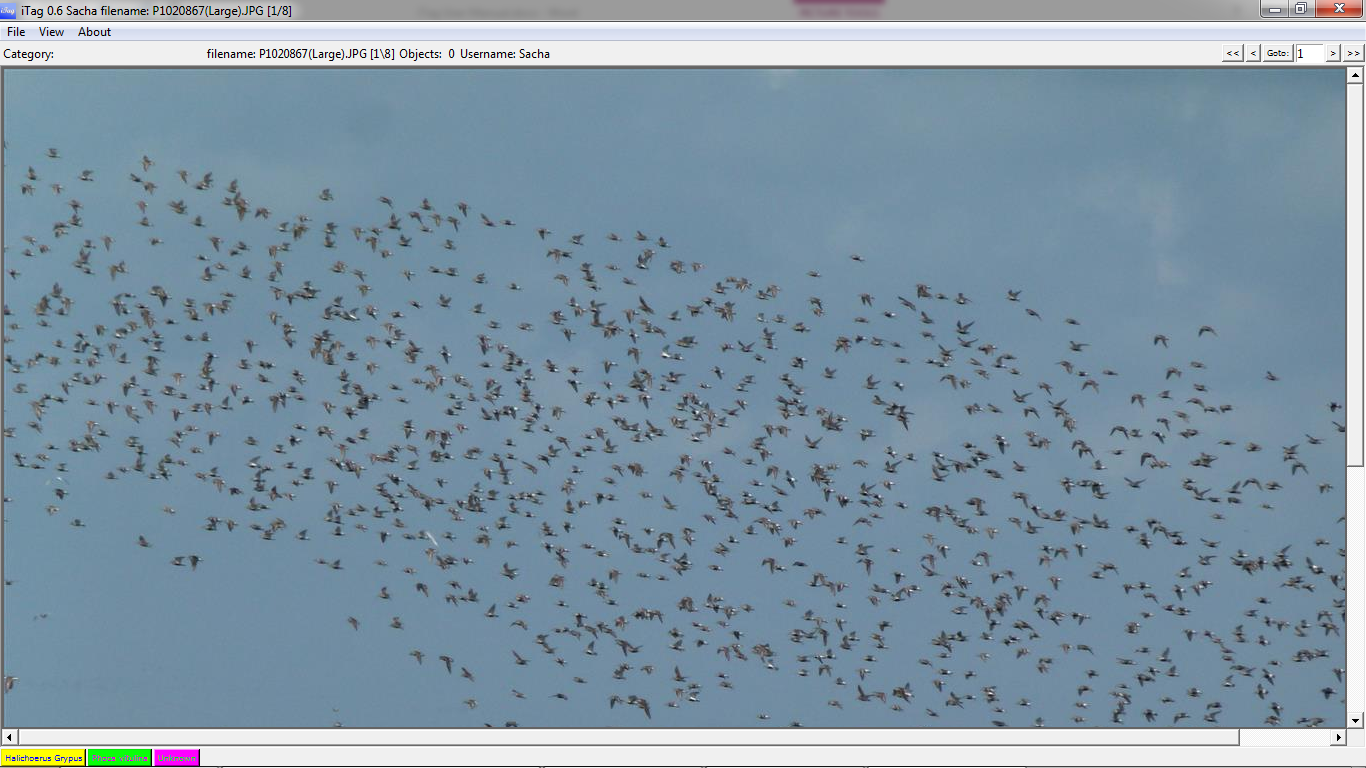 iTag iTag 0.6 Sacha filename: P1020867(Large).JPG [1/8]
File View About
Category: filename: P1020867(Large).JPG [1\8] Objects: 0 Username: Sacha << < Goto: 1 > >>
Halichoerus Grypus Phoca vitulina Unknown